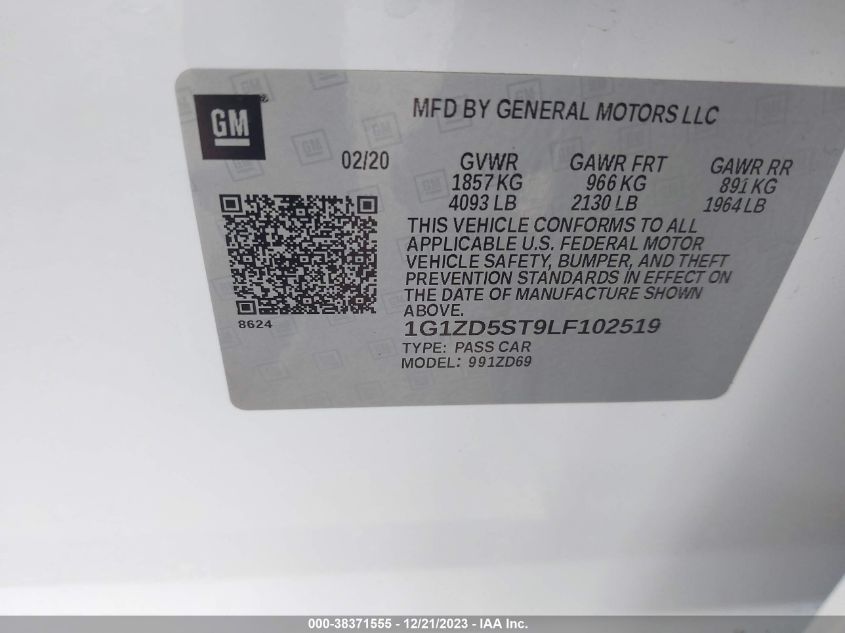 GM
MFD BY GENERAL MOTORS LLC
02/20 GVWR GAWR FRT GAWR RR
1857 KG 966 KG 891 KG
4093 LB 2130 LB 1964 LB
THIS VEHICLE CONFORMS TO ALL
APPLICABLE U.S. FEDERAL MOTOR
VEHICLE SAFETY, BUMPER, AND THEFT
PREVENTION STANDARDS IN EFFECT ON
THE DATE OF MANUFACTURE SHOWN
ABOVE.
8624
1G1ZD5ST9LF102519
TYPE: PASS CAR
MODEL: 991ZD69
000-38371555 - 12/21/2023 - IAA Inc.